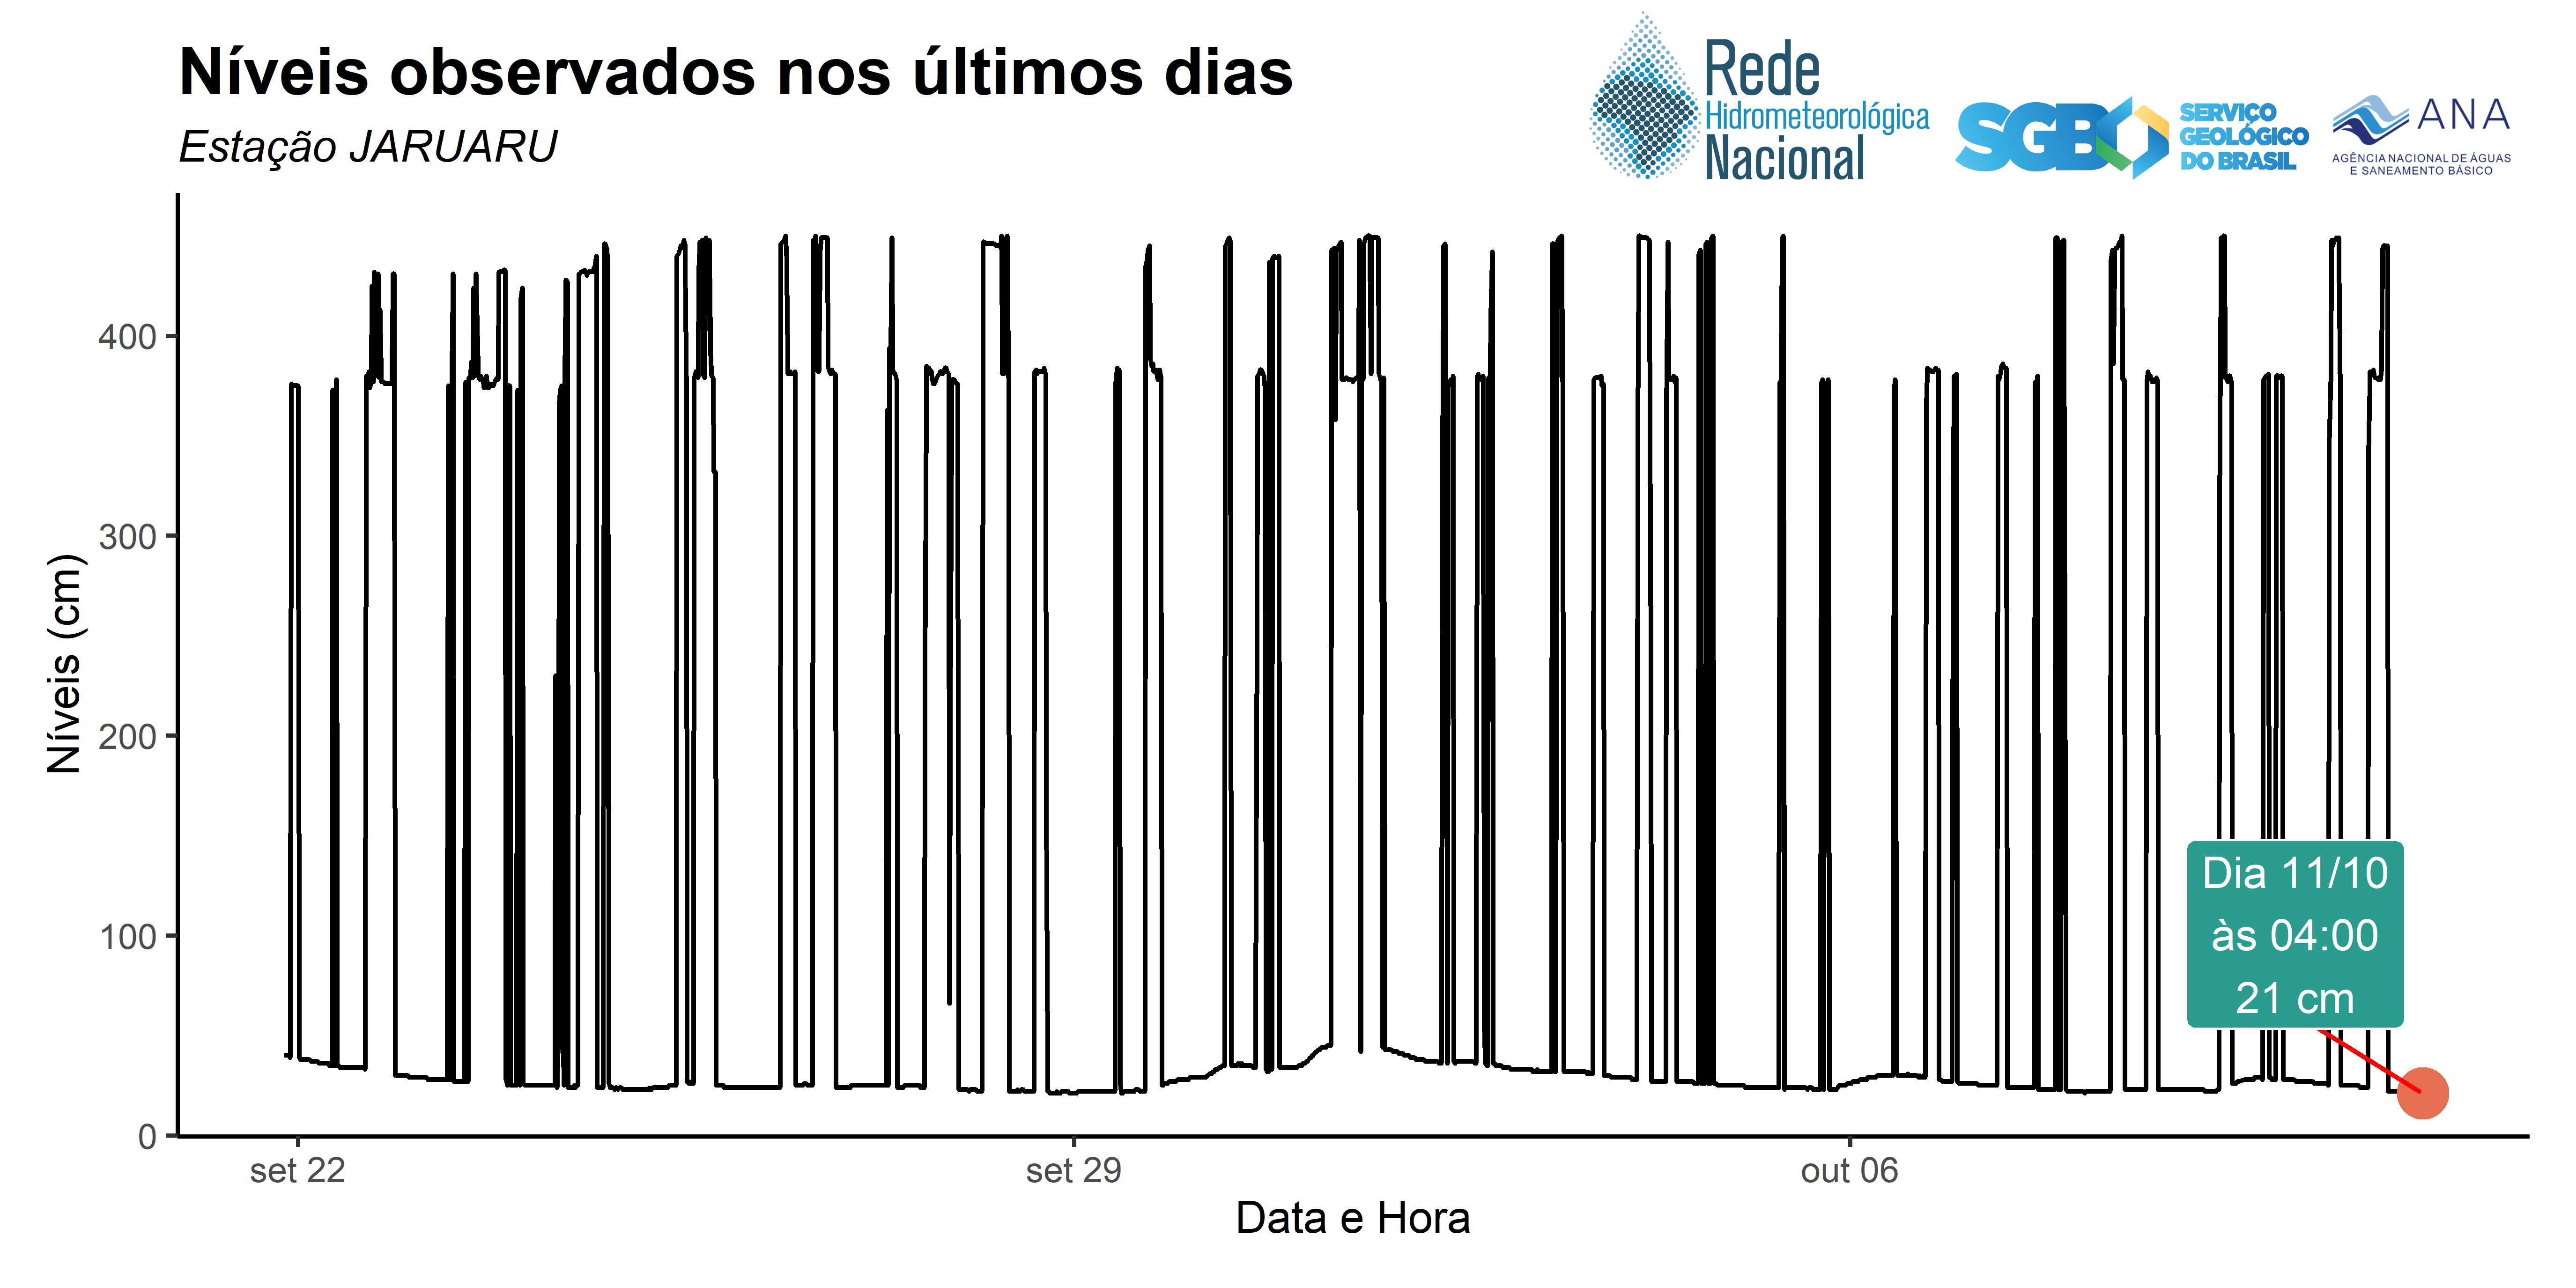 Níveis observados nos últimos dias
Estação JARUARU
Rede
Hidrometeorológica
Nacional
SGB
SERVIÇO
GEOLÓGICO
DO BRASIL
ANA
AGÊNCIA NACIONAL DE ÁGUAS
E SANEAMENTO BÁSICO
Níveis (cm)
400
300
200
100
0
Dia 11/10
às 04:00
21 cm
set 22
set 29
out 06
Data e Hora